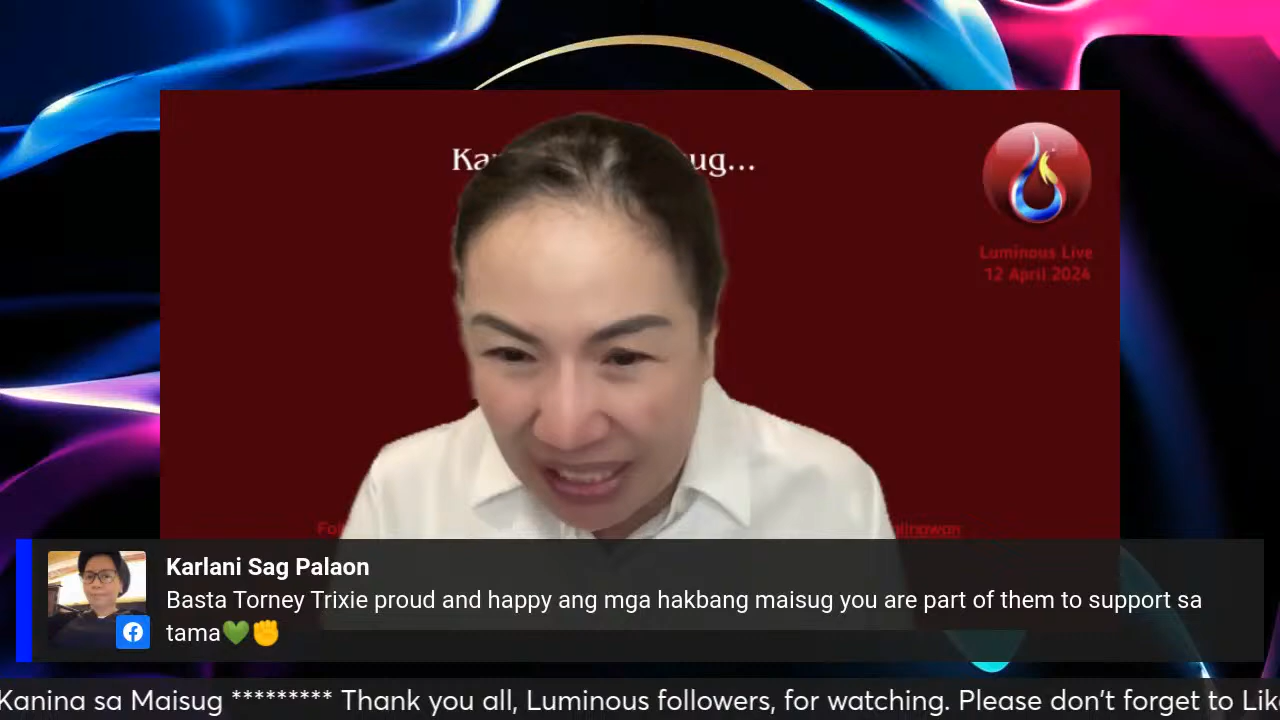 ug...
Luminous Live
12 April 2024
Karlani Sag Palaon
Basta Torney Trixie proud and happy ang mga hakbang maisug you are part of them to support sa
tama💚✊
Kanina sa Maisug ********* Thank you all, Luminous followers, for watching. Please don't forget to Lik